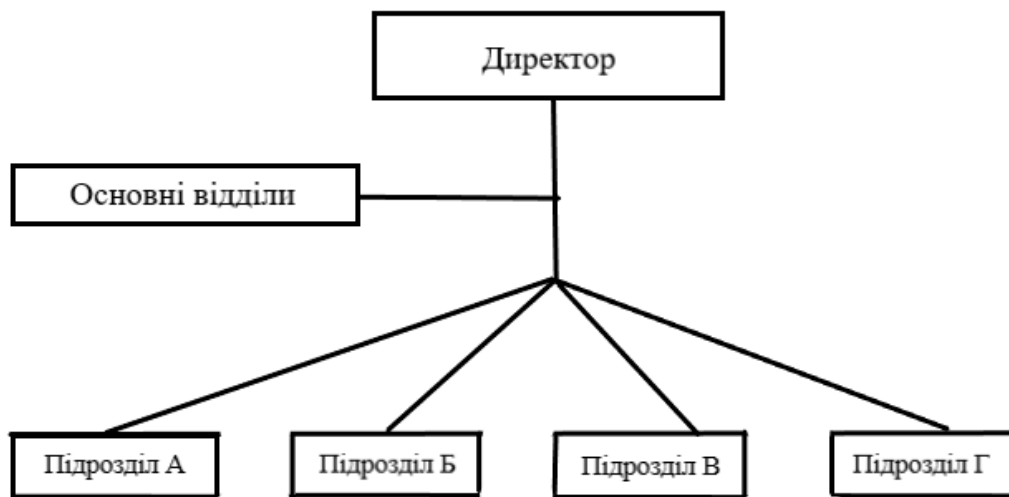 Директор
Основні відділи
Підрозділ А
Підрозділ Б
Підрозділ В
Підрозділ Г